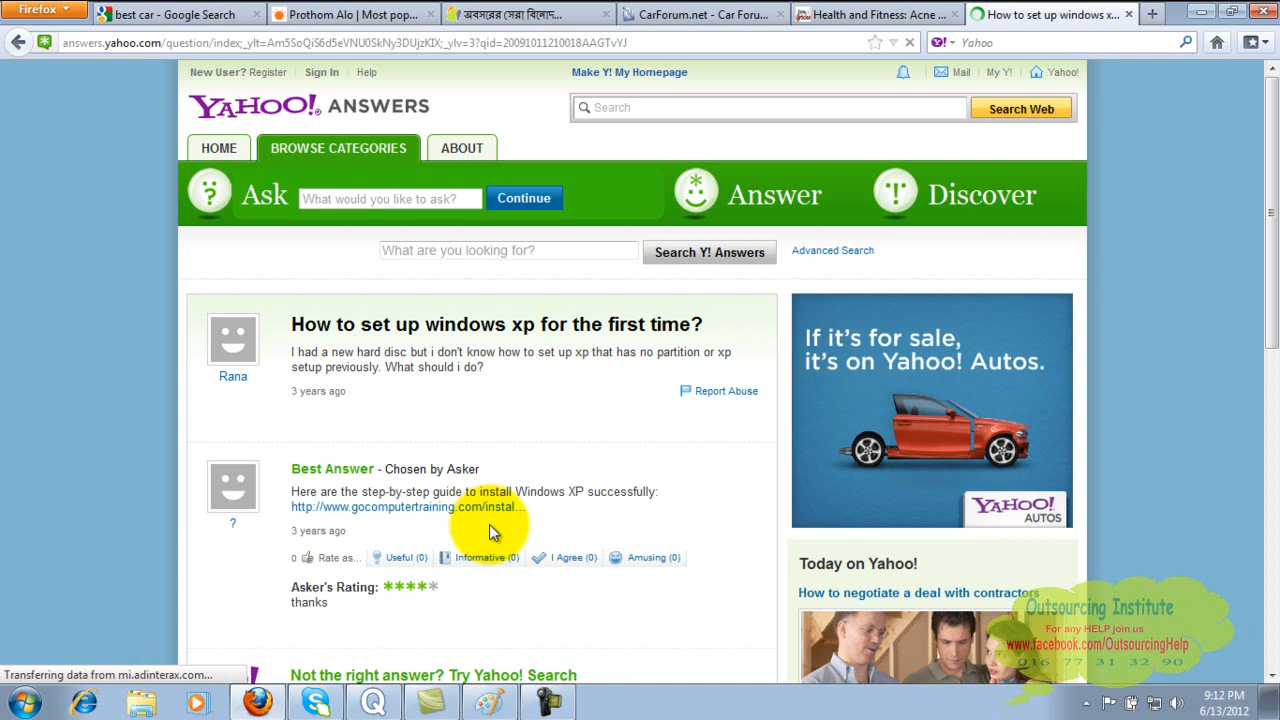 Firefox
best car - Google Search
Prothom Alo | Most pop...
অবসরের সেরা বিনোদ...
CarForum.net - Car Foru...
Health and Fitness: Acne ...
How to set up windows x...
answers.yahoo.com/question/index;_ylt=Am5SoQiS6d5eVNU0SkNy3DUjzKIX;_ylv=3?qid=20091011210018AAGTvYJ
Yahoo
New User? Register
Sign In
Help
Make Y! My Homepage
Mail
My Y!
Yahoo!
YAHOO! ANSWERS
Search
Search Web
HOME
BROWSE CATEGORIES
ABOUT
Ask
What would you like to ask?
Continue
Answer
Discover
What are you looking for?
Search Y! Answers
Advanced Search
How to set up windows xp for the first time?
I had a new hard disc but i don't know how to set up xp that has no partition or xp
setup previously. What should i do?
Rana
3 years ago
Report Abuse
If it's for sale,
it's on Yahoo! Autos.
YAHOO!
AUTOS
Best Answer - Chosen by Asker
Here are the step-by-step guide to install Windows XP successfully:
http://www.gocomputertraining.com/instal...
?
3 years ago
0 Rate as...
Useful (0)
Informative (0)
I Agree (0)
Amusing (0)
Asker's Rating:
thanks
Not the right answer? Try Yahoo! Search
Today on Yahoo!
How to negotiate a deal with contractors
Outsourcing Institute
For any HELP join us
www.facebook.com/OutsourcingHelp
016 77 31 32 90
Transferring data from mi.adinterax.com...
9:12 PM
6/13/2012